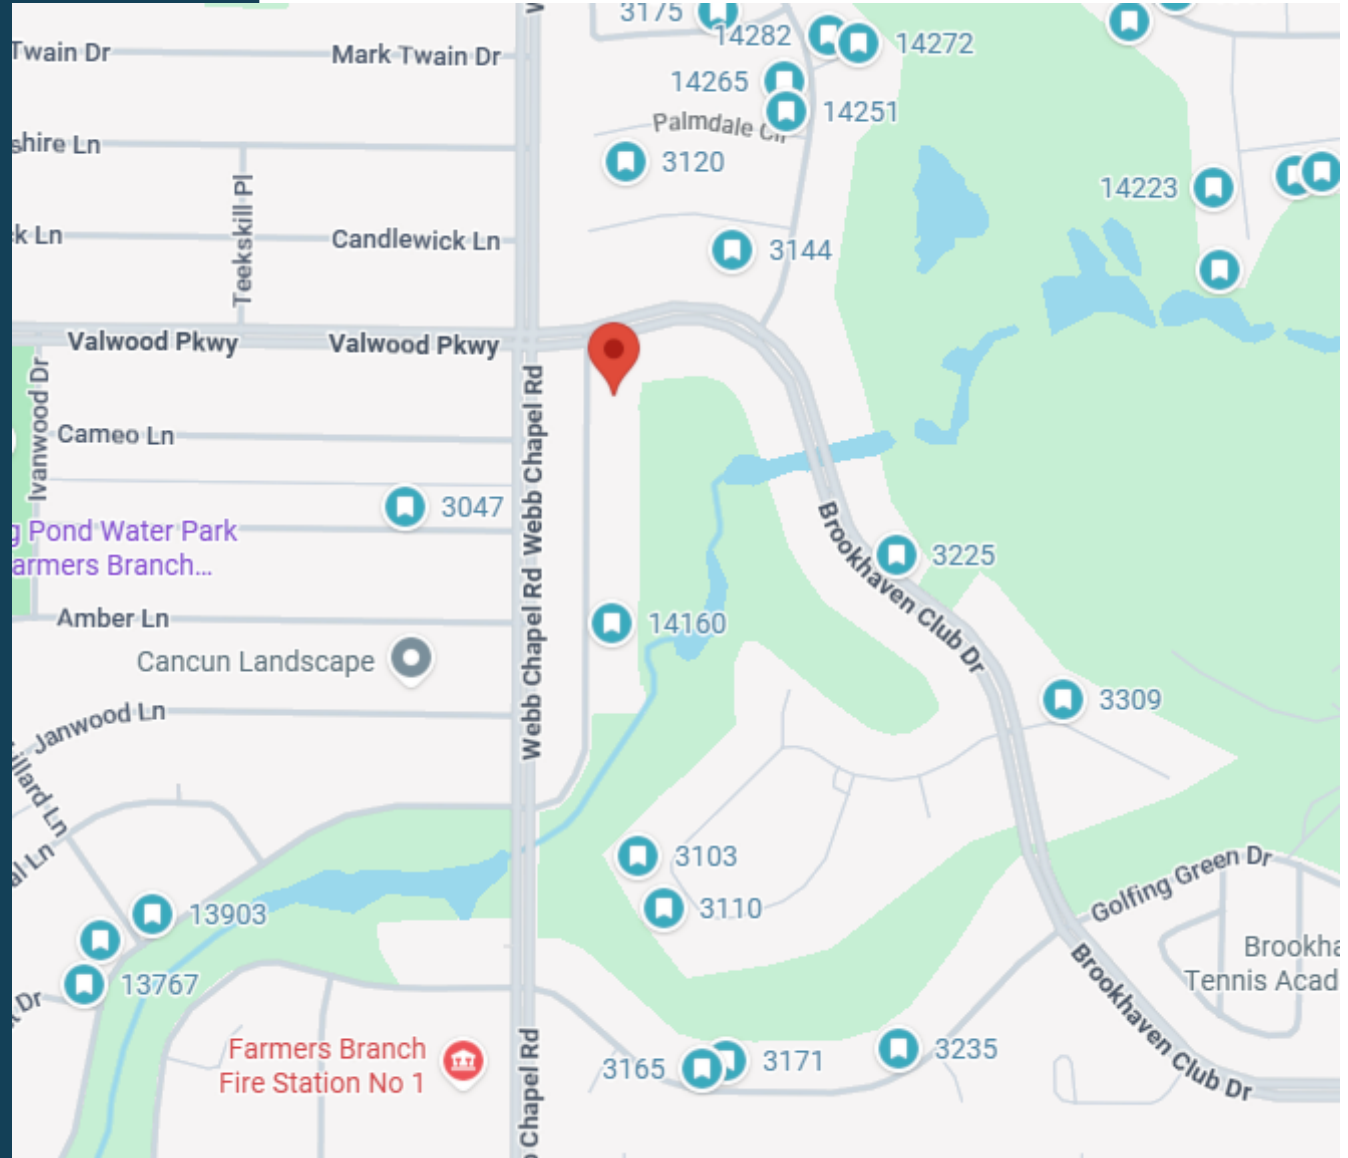 3175
14282
14272
Twain Dr
Mark Twain Dr
14265
14251
Palmdale Cir
shire Ln
3120
14223
Teekskill Pl
k Ln
Candlewick Ln
3144
Valwood Pkwy
Valwood Pkwy
Webb Chapel Rd
Ivanwood Dr
Cameo Ln
3047
g Pond Water Park
armers Branch...
Brookhaven Club Dr
3225
Webb Chapel Rd
Amber Ln
14160
Cancun Landscape
3309
Janwood Ln
illard Ln
al Ln
3103
Golfing Green Dr
3110
13903
Brookha
Tennis Acad
13767
Dr
Brookhaven Club Dr
Farmers Branch
Fire Station No 1
Chapel Rd
3165
3171
3235